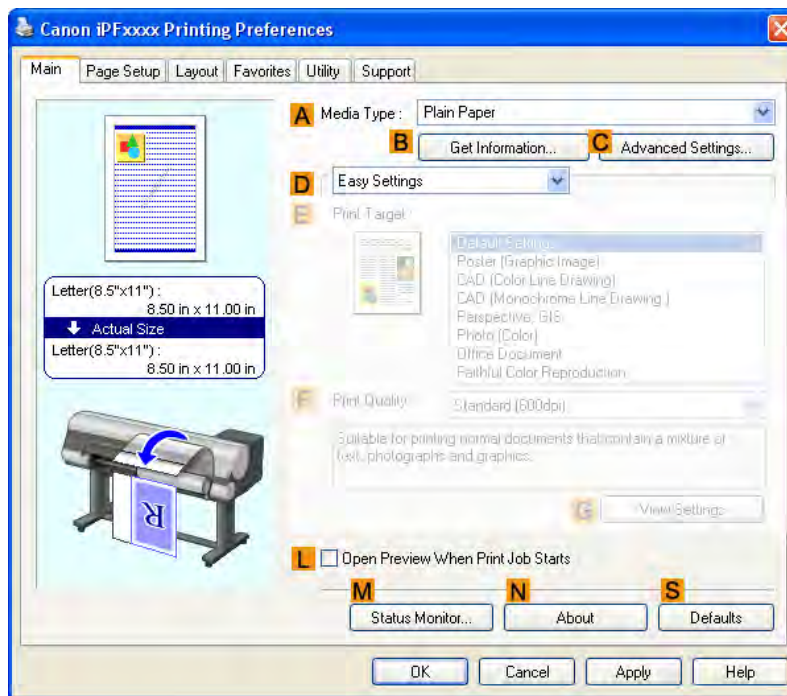 Canon iPFxxxx Printing Preferences
Main Page Setup Layout Favorites Utility Support
A Media Type : Plain Paper
B Get Information... C Advanced Settings...
D Easy Settings
E Print Target :
Default Settings
Poster (Graphic Image)
CAD (Color Line Drawing)
CAD (Monochrome Line Drawing )
Perspective, GIS
Photo (Color)
Office Document
Faithful Color Reproduction
Letter(8.5"x11") :
8.50 in x 11.00 in
Actual Size
Letter(8.5"x11") :
8.50 in x 11.00 in
F Print Quality : Standard (600dpi)
Suitable for printing normal documents that contain a mixture of
text, photographs and graphics.
G View Settings
R
L Open Preview When Print Job Starts
M N S
Status Monitor... About Defaults
OK Cancel Apply Help